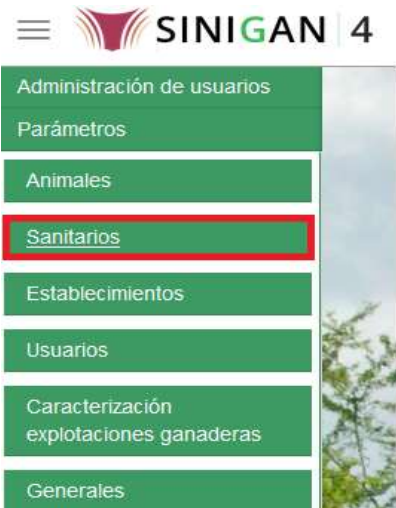 SINIGAN 4
Administración de usuarios
Parámetros
Animales
Sanitarios
Establecimientos
Usuarios
Caracterización
explotaciones ganaderas
Generales